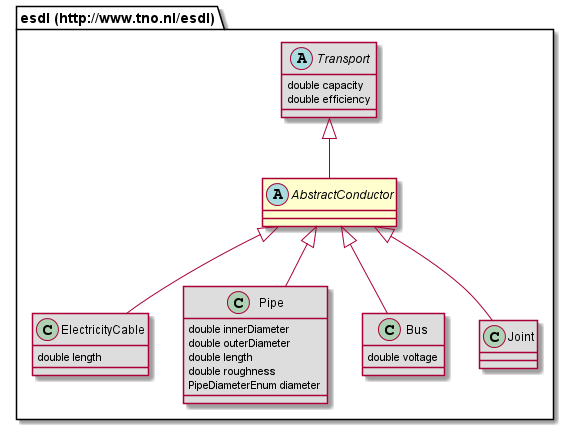 esdl (http://www.tno.nl/esdl)
A Transport
double capacity
double efficiency
A AbstractConductor
C ElectricityCable
double length
C Pipe
double innerDiameter
double outerDiameter
double length
double roughness
PipeDiameterEnum diameter
C Bus
double voltage
C Joint